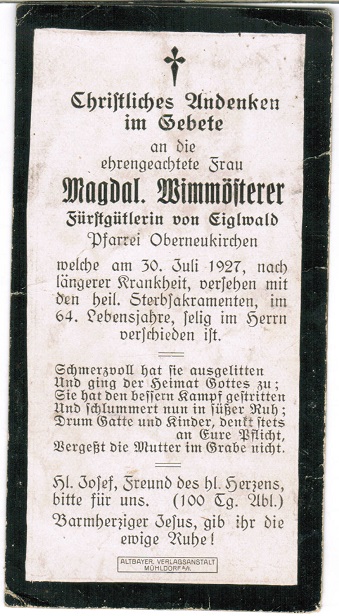 Christliches Andenken
im Gebete
an die
ehrengeachtete Frau
Magdal. Wimmösterer
Fürstgütlerin von Eiglwald
Pfarrei Oberneukirchen
welche am 30. Juli 1927, nach
längerer Krankheit, versehen mit
den heil. Sterbsakramenten, im
64. Lebensjahre, selig im Herrn
verschieden ist.
Schmerzvoll hat sie ausgelitten
Und ging der Heimat Gottes zu;
Sie hat den bessern Kampf gestritten
Und schlummert nun in süßer Ruh;
Drum Gatte und Kinder, denkt stets
an Eure Pflicht,
Vergeßt die Mutter im Grabe nicht.
Hl. Josef, Freund des hl. Herzens,
bitte für uns. (100 Tg. Abl.)
Barmherziger Jesus, gib ihr die
ewige Ruhe!
ALTBAYER. VERLAGSANSTALT
MÜHLDORF a/I.